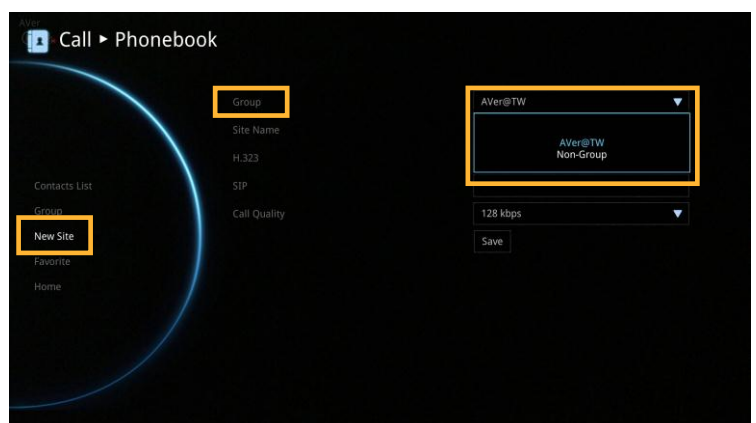 AVer
Call ► Phonebook
Contacts List
Group
New Site
Favorite
Home
Group
Site Name
H.323
SIP
Call Quality
AVer@TW
AVer@TW
Non-Group
128 kbps
Save